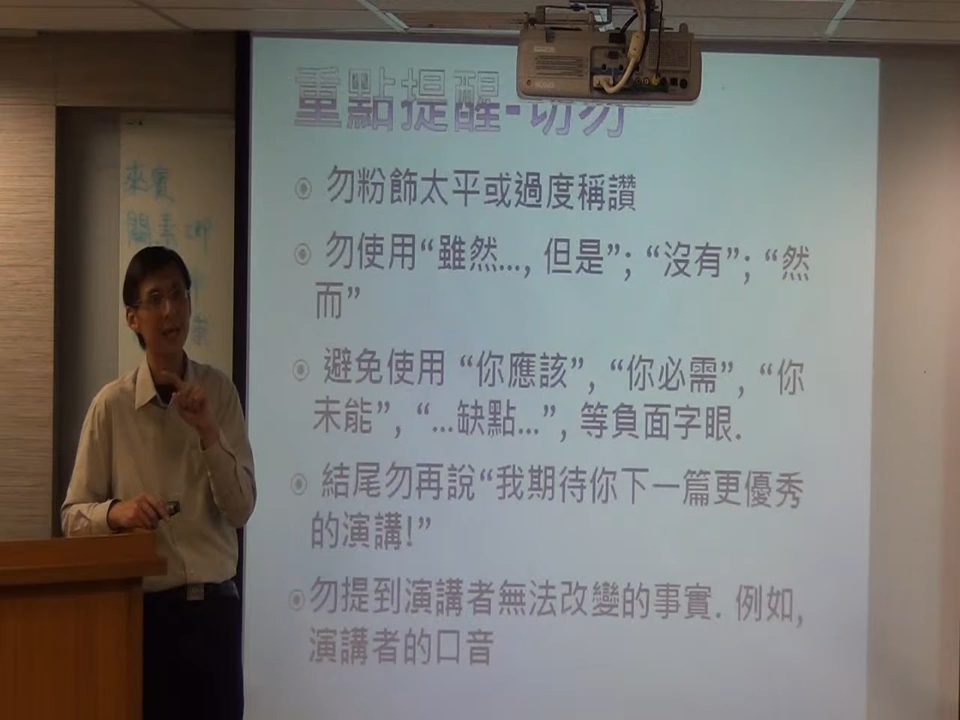 重點提醒-切勿
勿粉飾太平或過度稱讚
勿使用“雖然..., 但是”; “沒有”; “然
而”
避免使用 “你應該”, “你必需”, “你
未能”, “...缺點...”, 等負面字眼.
結尾勿再說“我期待你下一篇更優秀
的演講!”
勿提到演講者無法改變的事實. 例如,
演講者的口音
來賓